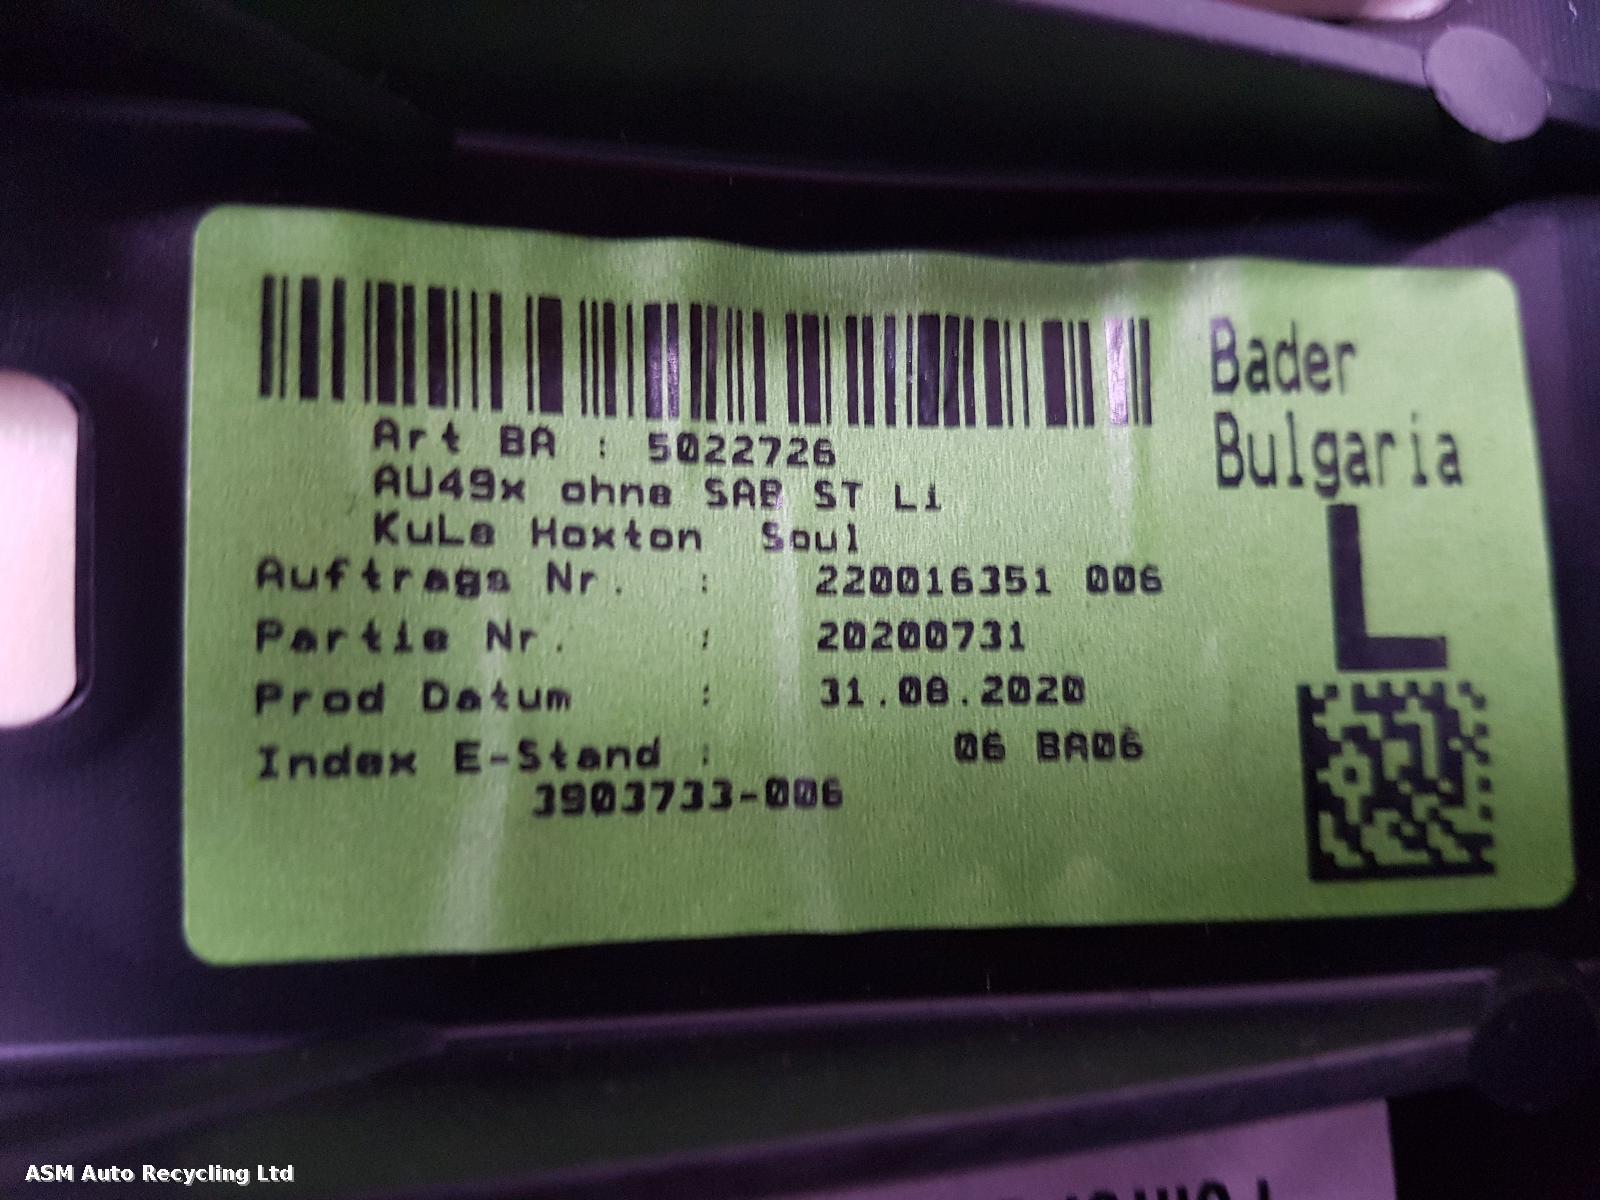 Bader
Bulgaria
L
Art BA : 5022726
AU49x ohne SAB ST Li
KuLe Hoxton Soul
Auftrags Nr. : 220016351 006
Partie Nr. : 20200731
Prod Datum : 31.08.2020
Index E-Stand : 06 BA06
3903733-006
ASM Auto Recycling Ltd